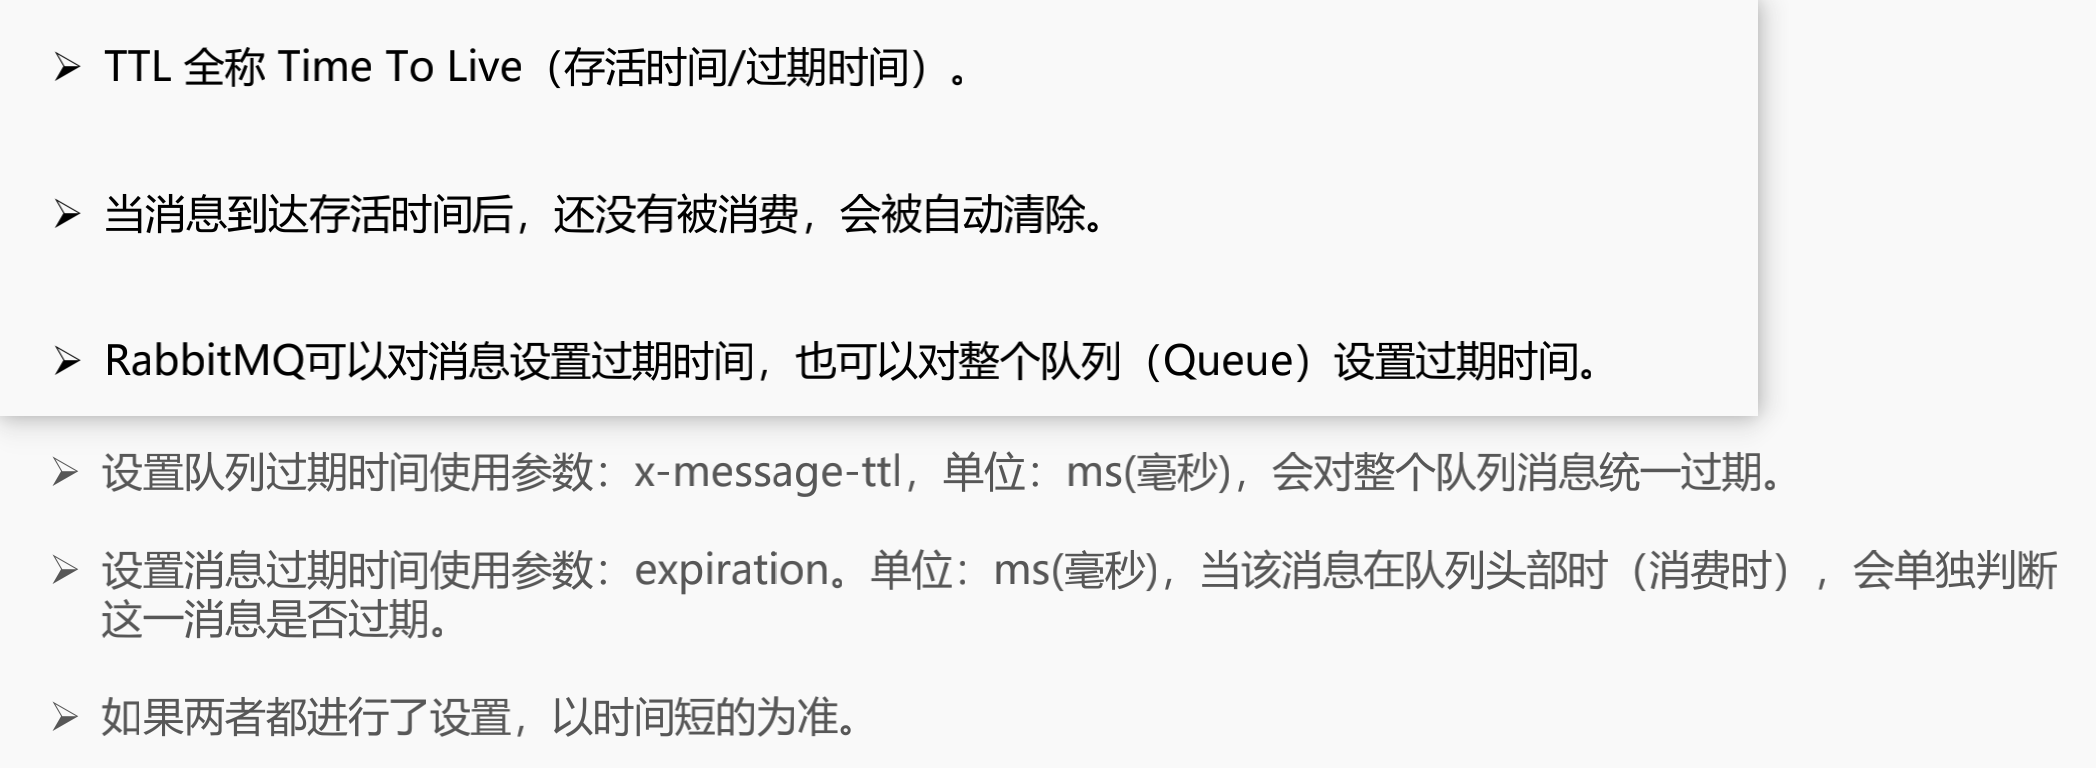 ➢ TTL 全称 Time To Live（存活时间/过期时间）。
➢ 当消息到达存活时间后，还没有被消费，会被自动清除。
➢ RabbitMQ可以对消息设置过期时间，也可以对整个队列（Queue）设置过期时间。
➢ 设置队列过期时间使用参数：x-message-ttl，单位：ms(毫秒)，会对整个队列消息统一过期。
➢ 设置消息过期时间使用参数：expiration。单位：ms(毫秒)，当该消息在队列头部时（消费时），会单独判断
这一消息是否过期。
➢ 如果两者都进行了设置，以时间短的为准。